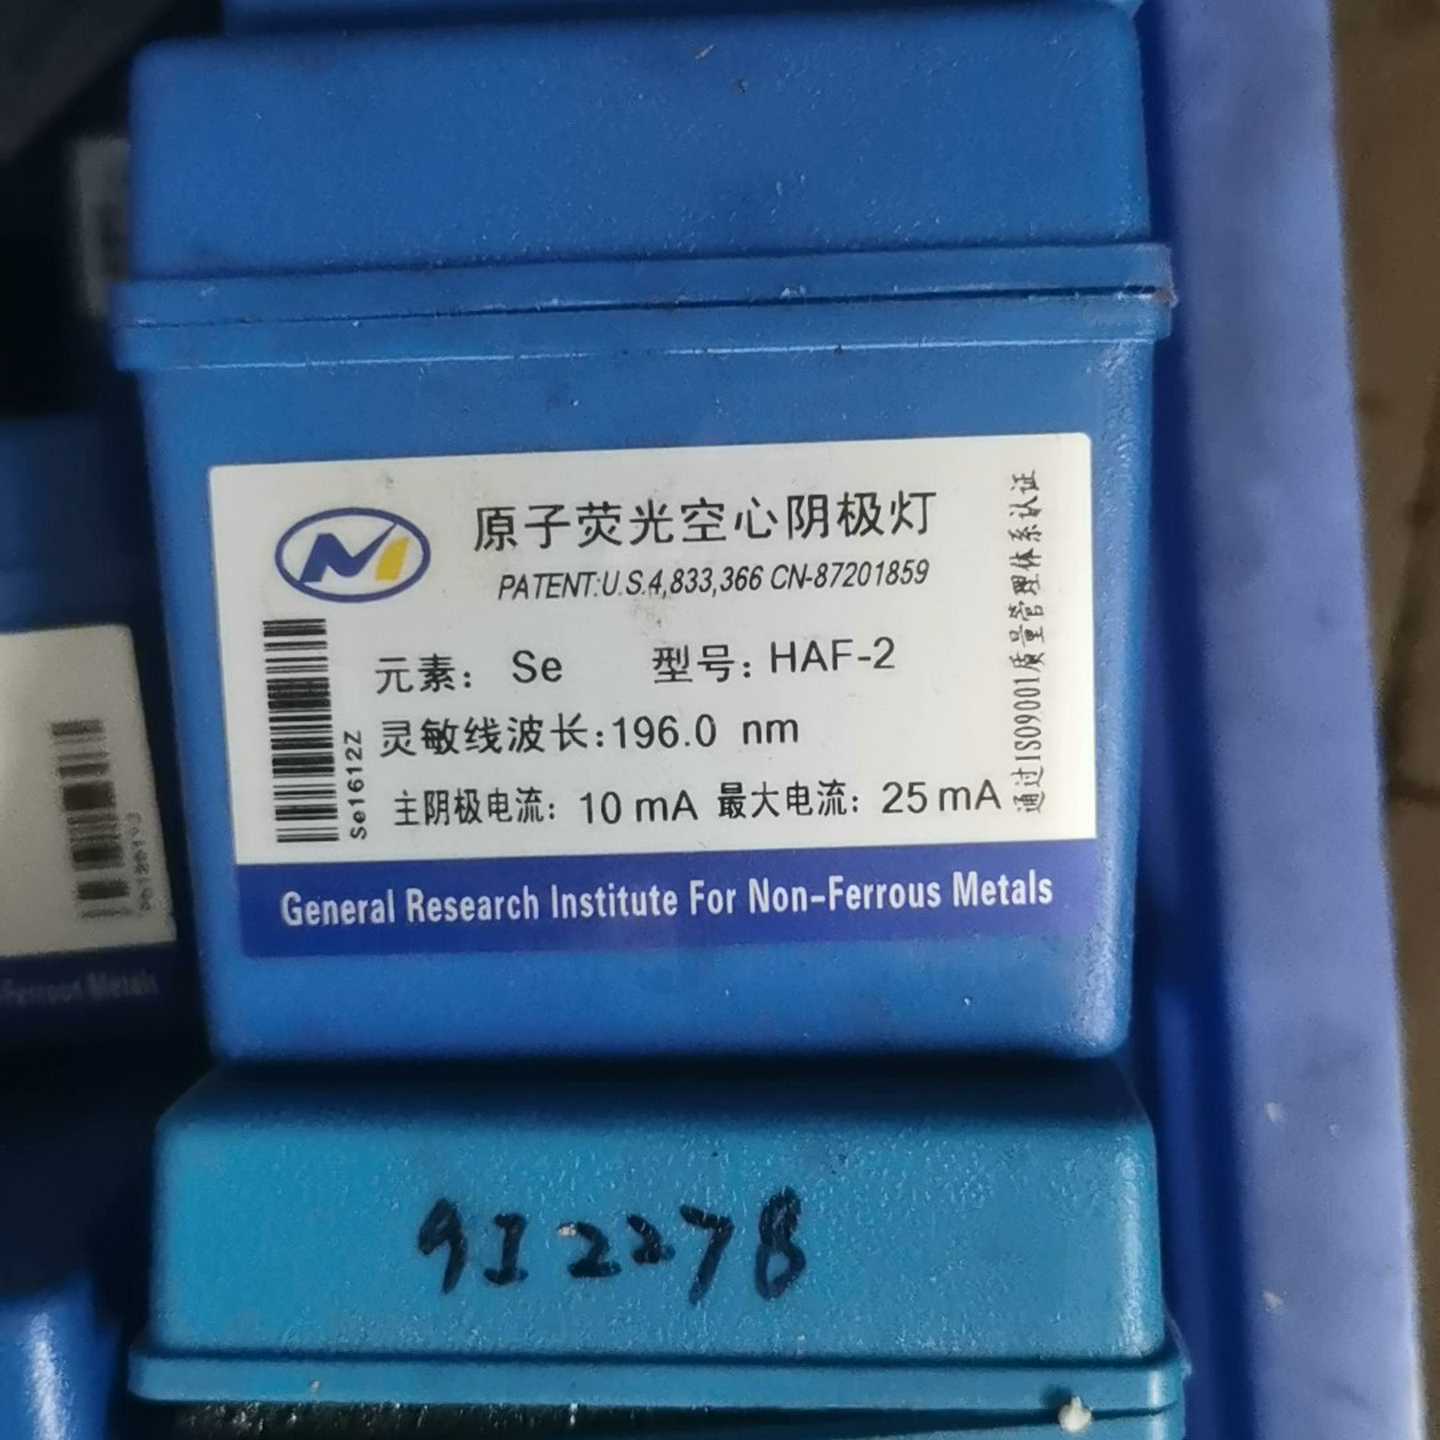 原子荧光空心阴极灯
PATENT:U.S.4,833,366 CN-87201859
元素: Se 型号: HAF-2
灵敏线波长:196.0 nm
主阴极电流: 10 mA 最大电流: 25 mA
Se1612Z
通过ISO9001质量管理体系认证
General Research Institute For Non-Ferrous Metals
-Ferrous Metals
912278